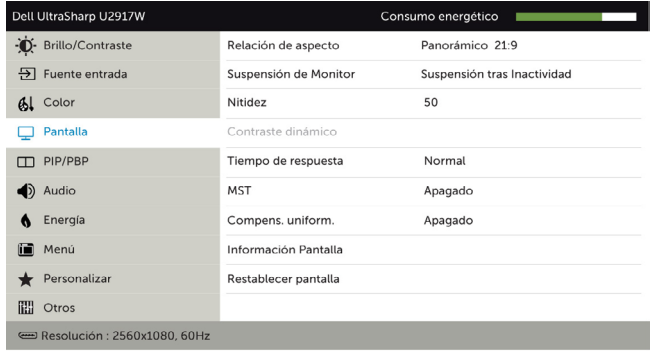 Dell UltraSharp U2917W Consumo energético
Brillo/Contraste Relación de aspecto Panorámico 21:9
Fuente entrada Suspensión de Monitor Suspensión tras Inactividad
Color Nitidez 50
Pantalla Contraste dinámico
PIP/PBP Tiempo de respuesta Normal
Audio MST Apagado
Energía Compens. uniform. Apagado
Menú Información Pantalla
Personalizar Restablecer pantalla
Otros
Resolución : 2560x1080, 60Hz